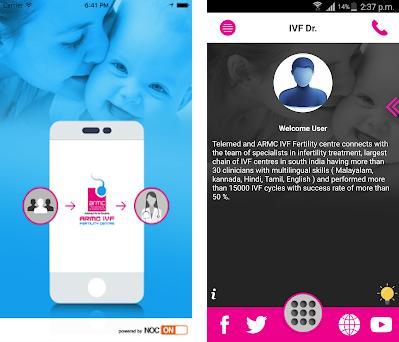 Carrier
6:41 PM
armc
ARMC IVF
FERTILITY CENTRE
powered by NOC ON
14%
2:37 p.m.
IVF Dr.
Welcome User
Telemed and ARMC IVF Fertility centre connects with
the team of specialists in infertility treatment, largest
chain of IVF centres in south india having more than
30 clinicians with multilingual skills ( Malayalam,
kannada, Hindi, Tamil, English ) and performed more
than 15000 IVF cycles with success rate of more than
50 %.